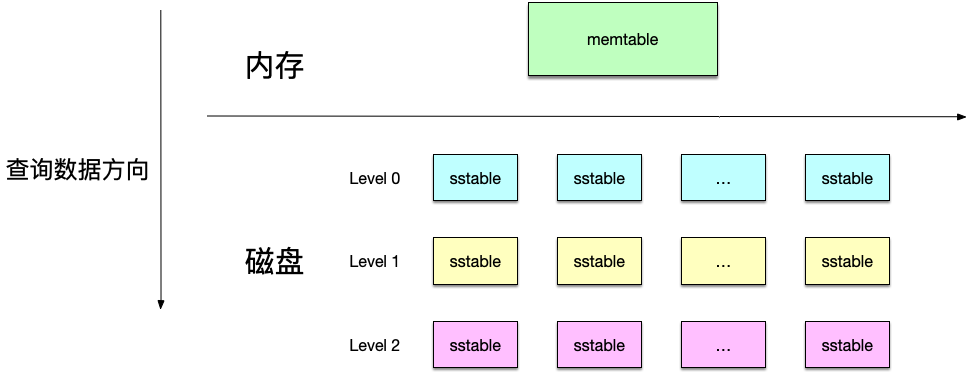 memtable
内存
查询数据方向
Level 0 sstable sstable ... sstable
磁盘
Level 1 sstable sstable ... sstable
Level 2 sstable sstable ... sstable